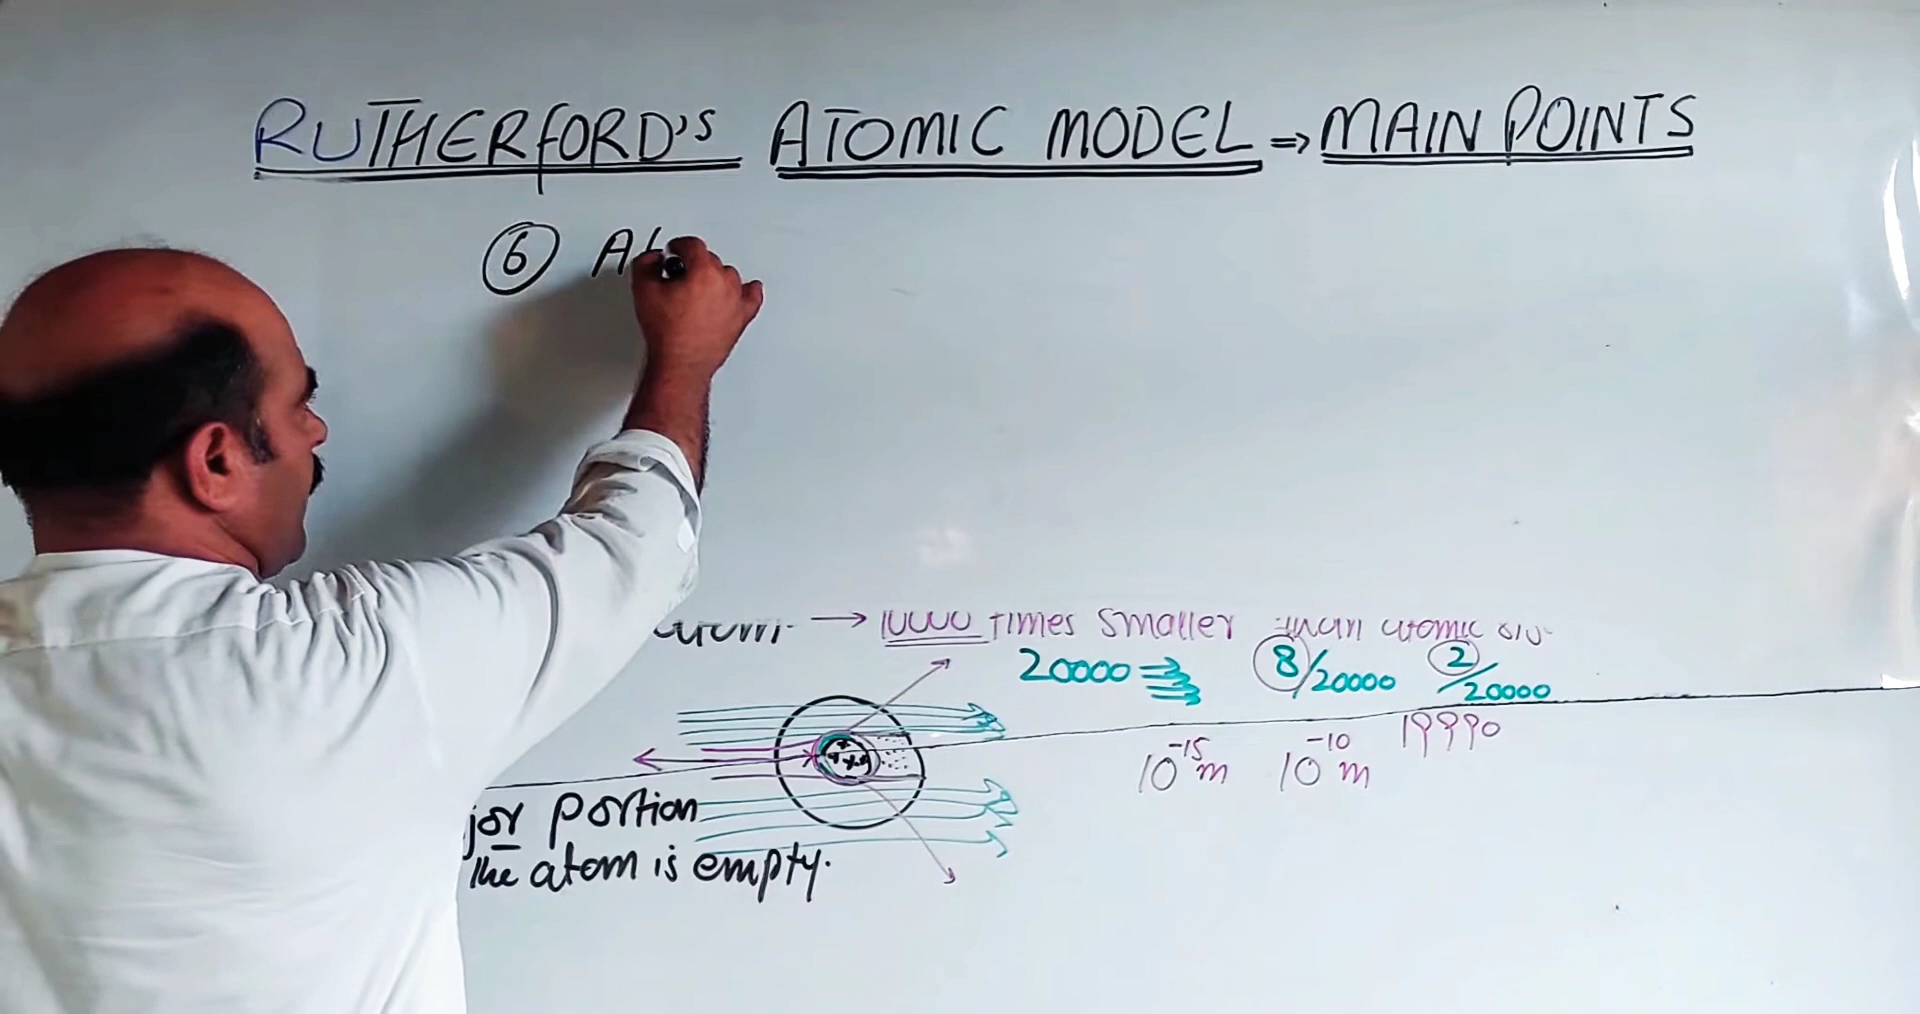 RUTHERFORD'S ATOMIC MODEL ⇒ MAIN POINTS
⑥ At
atom. → 10000 times smaller than atomic
20000 8/20000 2/20000
19990
10⁻¹⁵m 10⁻¹⁰m
jor portion
the atom is empty.